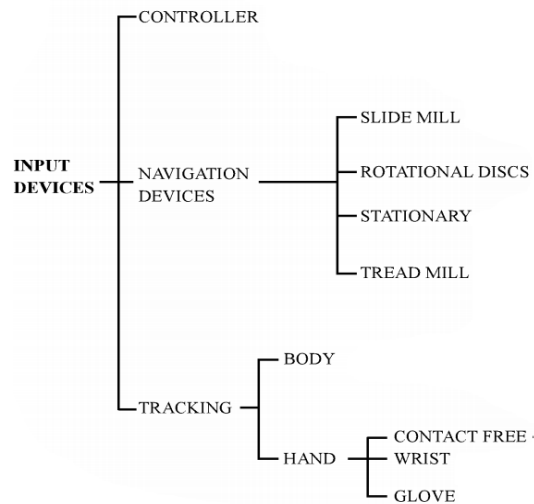 CONTROLLER
SLIDE MILL
INPUT
DEVICES
NAVIGATION
DEVICES
ROTATIONAL DISCS
STATIONARY
TREAD MILL
BODY
TRACKING
HAND
CONTACT FREE
WRIST
GLOVE